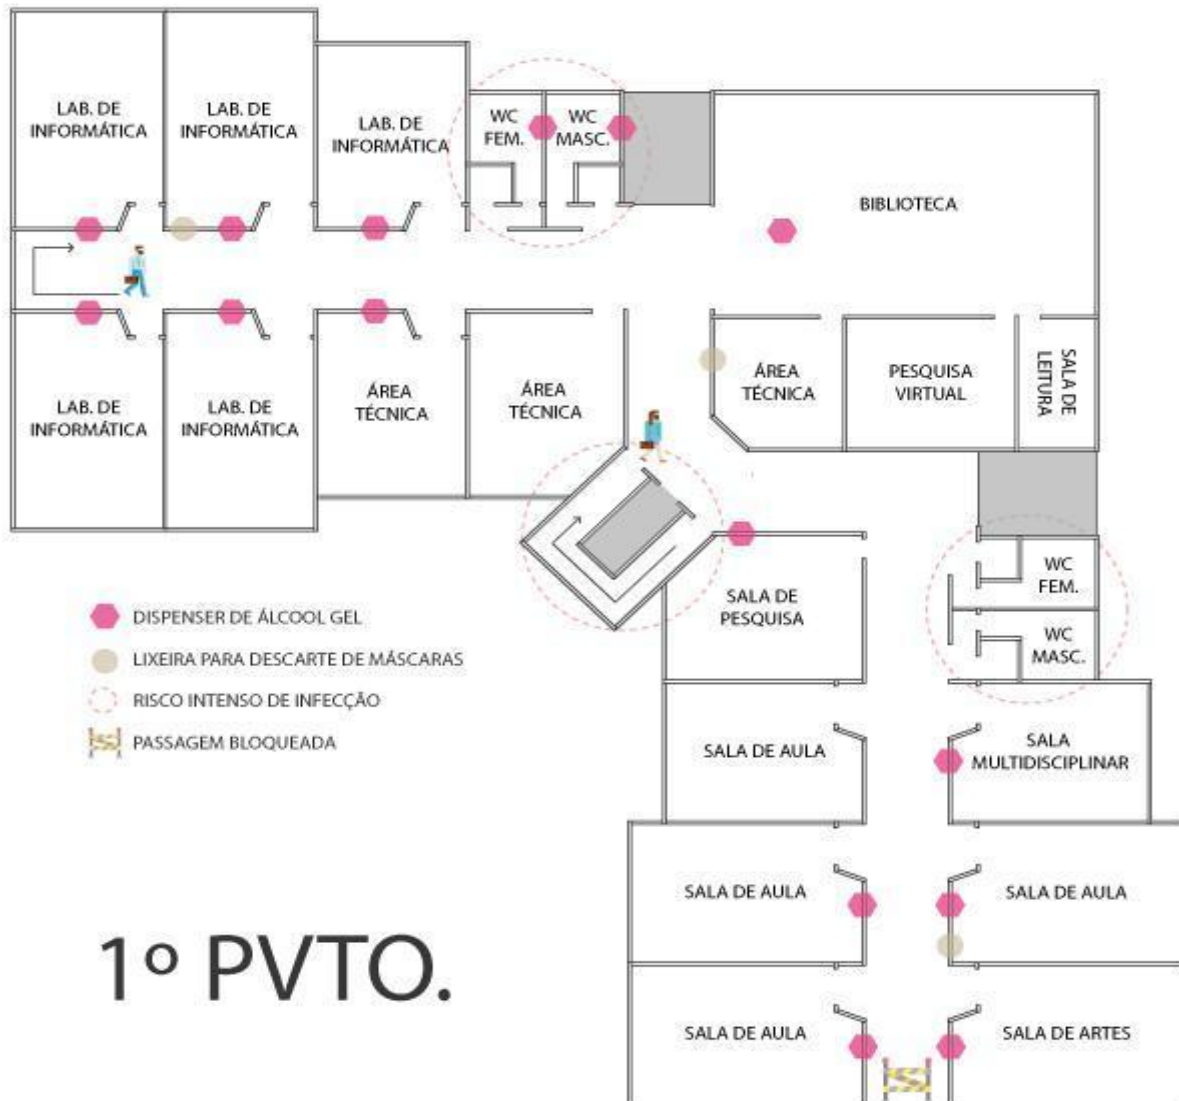 LAB. DE
INFORMÁTICA
LAB. DE
INFORMÁTICA
LAB. DE
INFORMÁTICA
WC
FEM.
WC
MASC.
BIBLIOTECA
LAB. DE
INFORMÁTICA
LAB. DE
INFORMÁTICA
ÁREA
TÉCNICA
ÁREA
TÉCNICA
ÁREA
TÉCNICA
PESQUISA
VIRTUAL
SALA DE
LEITURA
WC
FEM.
WC
MASC.
SALA DE
PESQUISA
DISPENSER DE ÁLCOOL GEL
LIXEIRA PARA DESCARTE DE MÁSCARAS
RISCO INTENSO DE INFECÇÃO
PASSAGEM BLOQUEADA
SALA DE AULA
SALA
MULTIDISCIPLINAR
SALA DE AULA
SALA DE AULA
1º PVTO.
SALA DE AULA
SALA DE ARTES